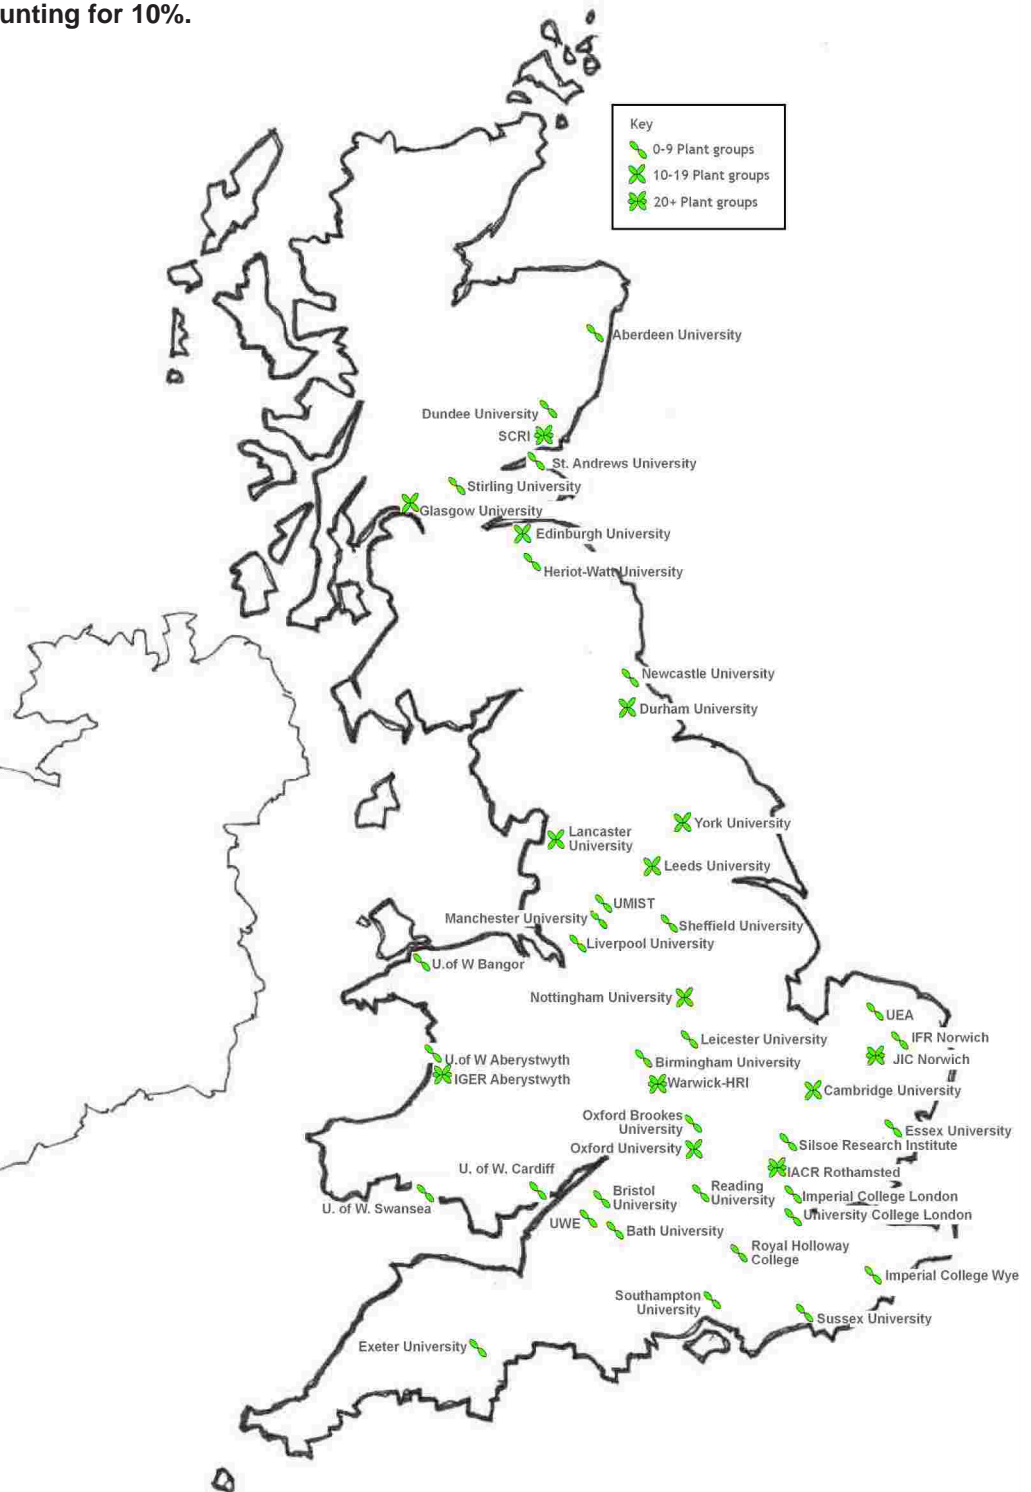 unting for 10%.
Key
0-9 Plant groups
10-19 Plant groups
20+ Plant groups
Aberdeen University
Dundee University
SCRI
St. Andrews University
Stirling University
Glasgow University
Edinburgh University
Heriot-Watt University
Newcastle University
Durham University
York University
Lancaster
University
Leeds University
UMIST
Manchester University
Sheffield University
Liverpool University
U.of W Bangor
Nottingham University
UEA
IFR Norwich
Leicester University
JIC Norwich
U.of W Aberystwyth
Birmingham University
IGER Aberystwyth
Warwick-HRI
Cambridge University
Oxford Brookes
University
Essex University
Oxford University
Silsoe Research Institute
IACR Rothamsted
U. of W. Cardiff
Reading
University
Bristol
University
Imperial College London
U. of W. Swansea
University College London
UWE
Bath University
Royal Holloway
College
Imperial College Wye
Southampton
University
Sussex University
Exeter University